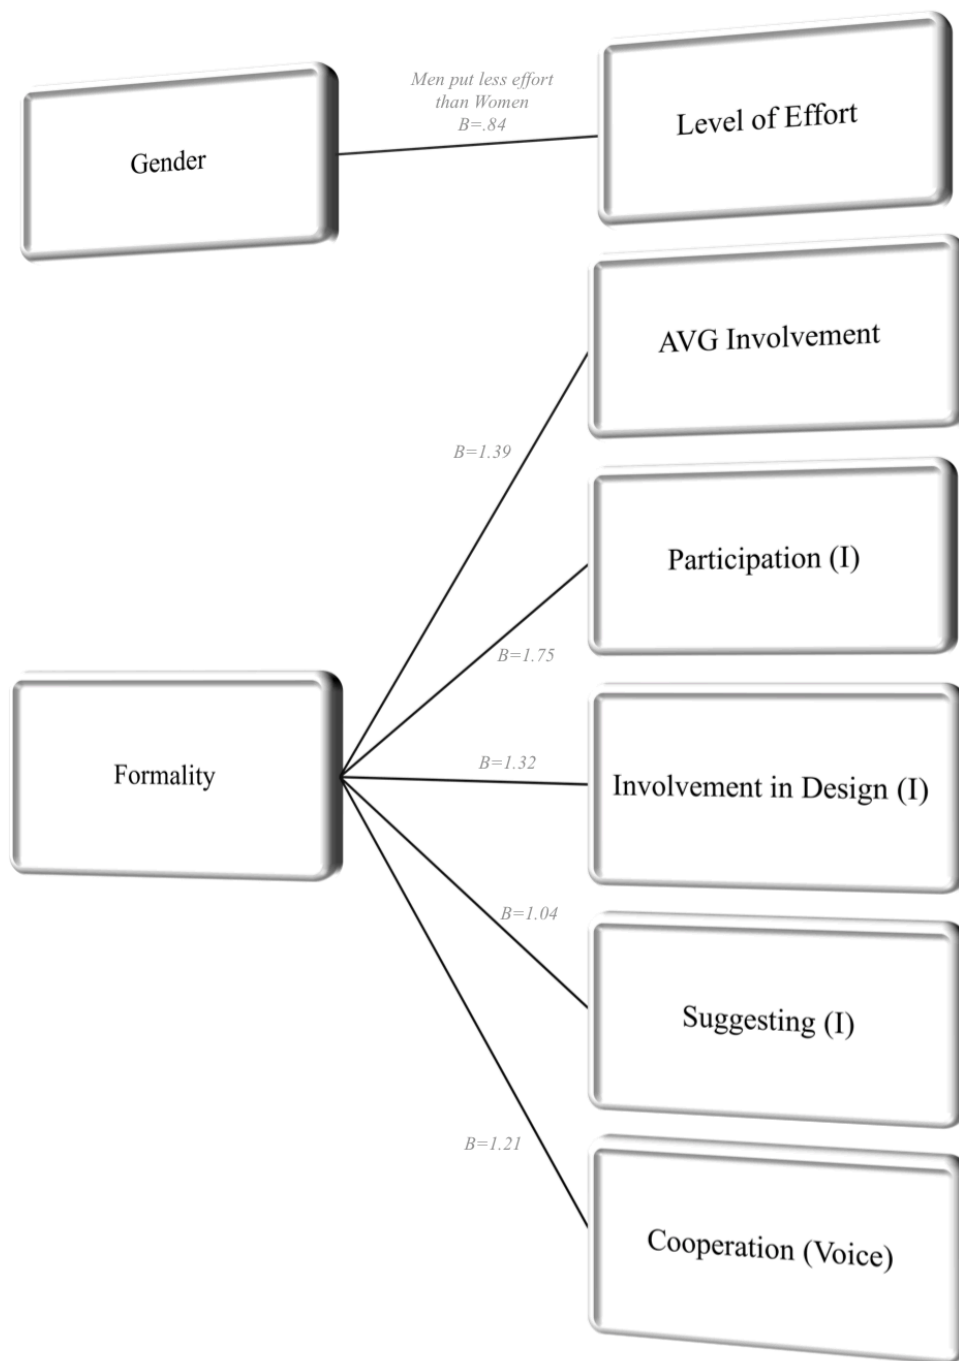 Men put less effort
than Women
B=.84
Gender
Level of Effort
AVG Involvement
B=1.39
Participation (I)
B=1.75
Formality
B=1.32
Involvement in Design (I)
B=1.04
Suggesting (I)
B=1.21
Cooperation (Voice)